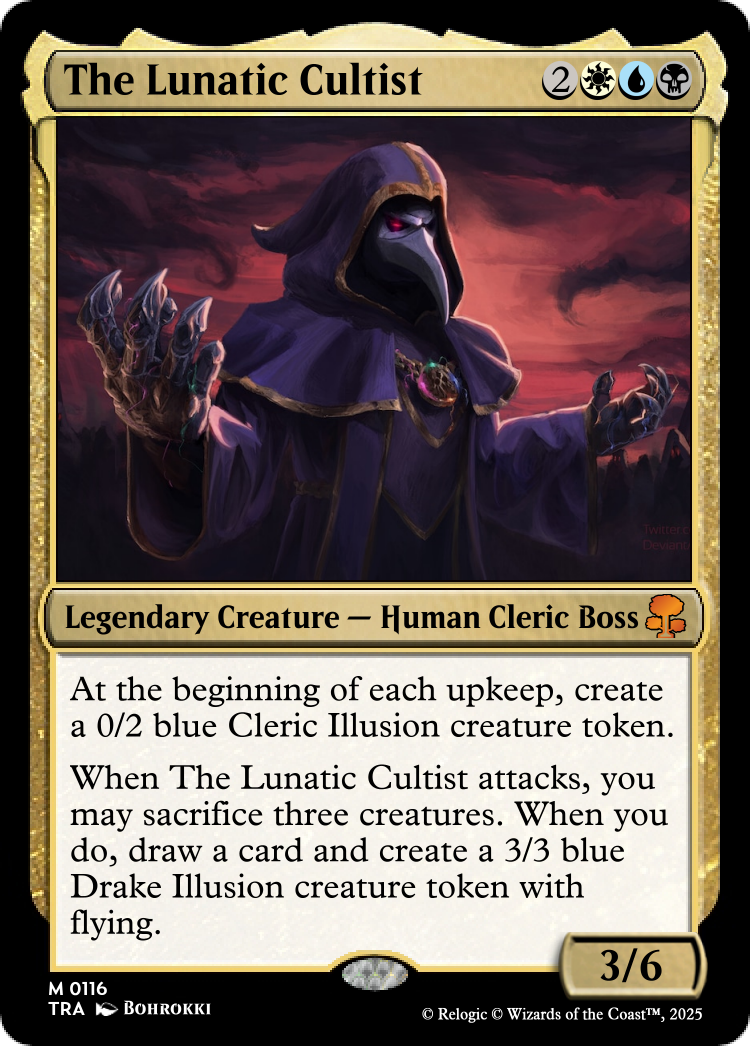 The Lunatic Cultist 2
Twitter:
Deviant
Legendary Creature — Human Cleric Boss
At the beginning of each upkeep, create
a 0/2 blue Cleric Illusion creature token.
When The Lunatic Cultist attacks, you
may sacrifice three creatures. When you
do, draw a card and create a 3/3 blue
Drake Illusion creature token with
flying.
3/6
M 0116
TRA BOHROKKI
© Relogic © Wizards of the Coast™, 2025